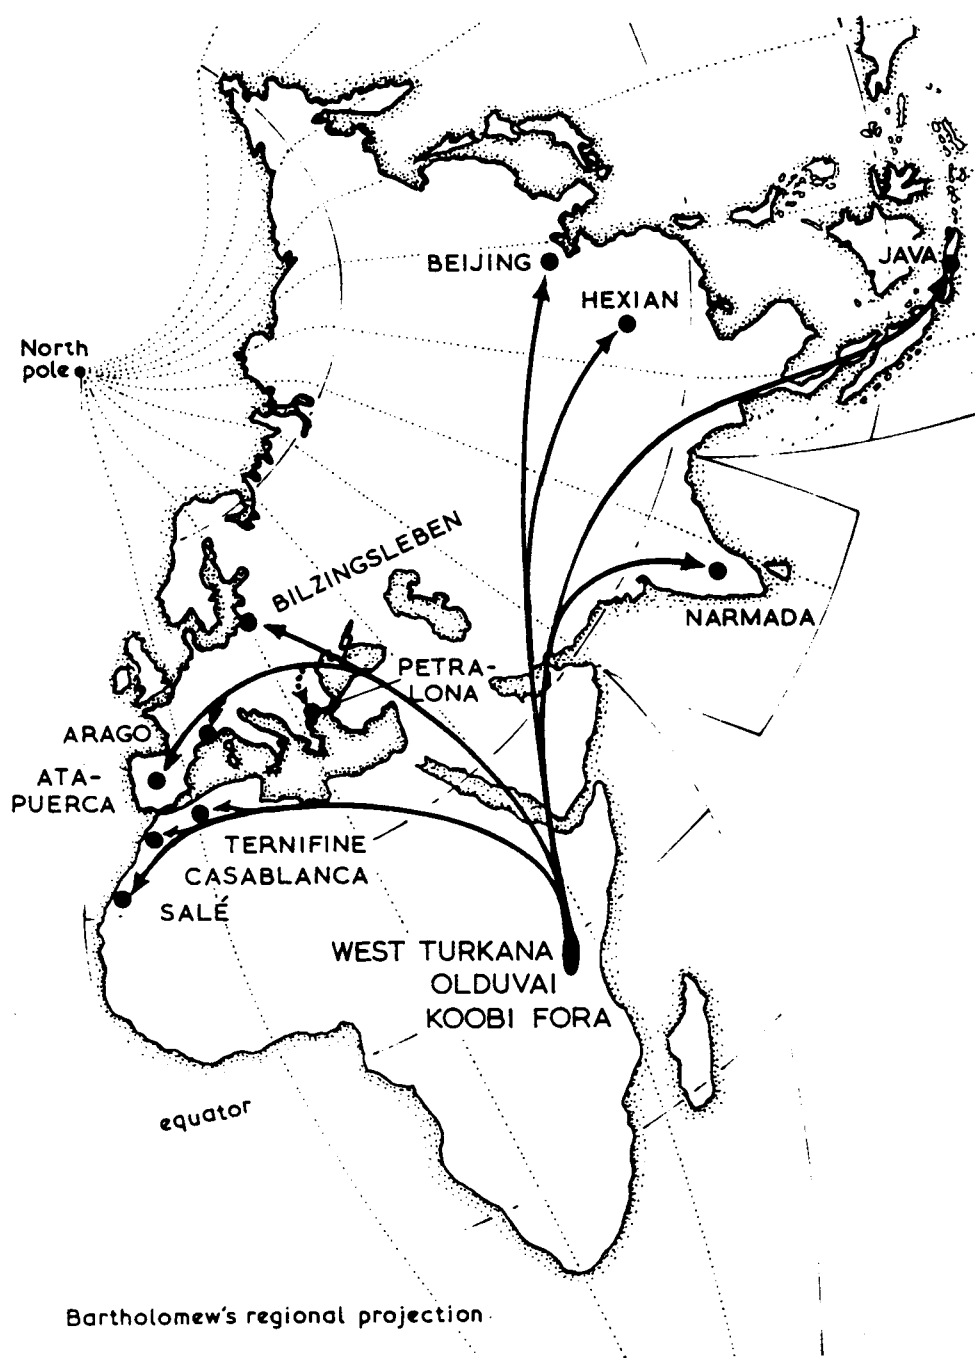 BEIJING
HEXIAN
JAVA
North
pole
BILZINGSLEBEN
NARMADA
PETRA-
LONA
ARAGO
ATA-
PUERCA
TERNIFINE
CASABLANCA
SALÉ
WEST TURKANA
OLDUVAI
KOOBI FORA
equator
Bartholomew's regional projection